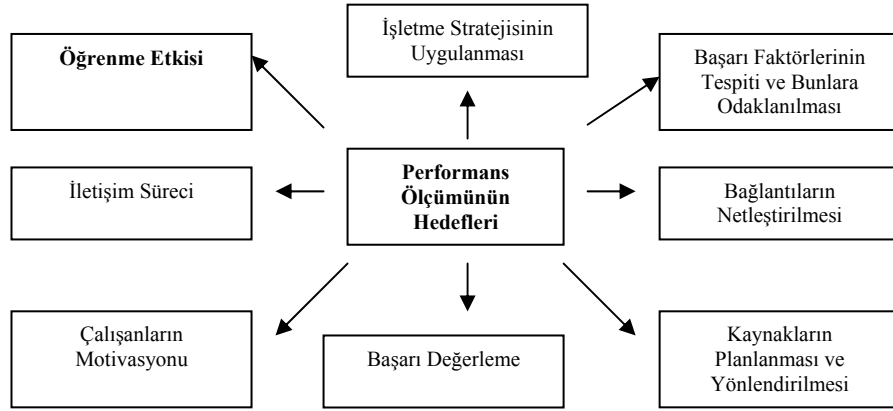 Öğrenme Etkisi
İşletme Stratejisinin
Uygulanması
Başarı Faktörlerinin
Tespiti ve Bunlara
Odaklanılması
İletişim Süreci
Performans
Ölçümünün
Hedefleri
Bağlantıların
Netleştirilmesi
Çalışanların
Motivasyonu
Başarı Değerleme
Kaynakların
Planlanması ve
Yönlendirilmesi